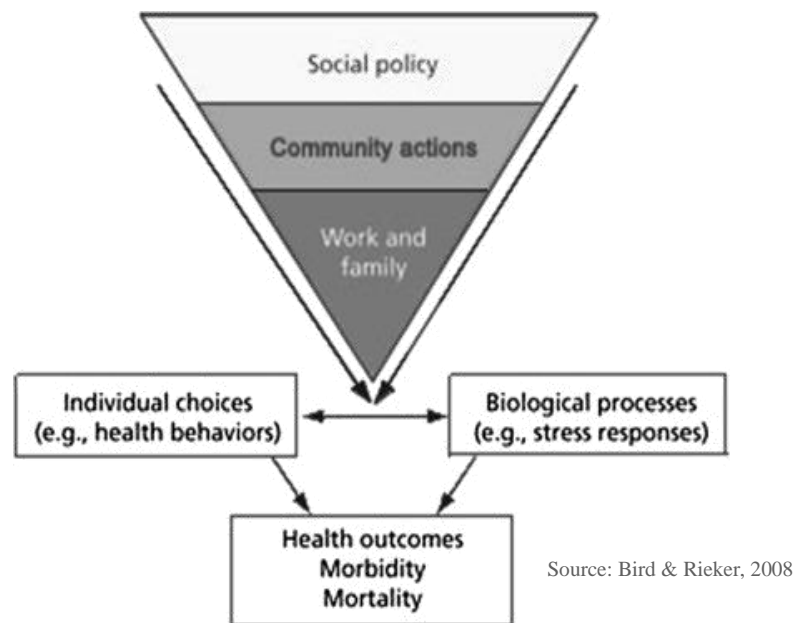 Social policy
Community actions
Work and
family
Individual choices
(e.g., health behaviors)
Biological processes
(e.g., stress responses)
Health outcomes
Morbidity
Mortality
Source: Bird & Rieker, 2008